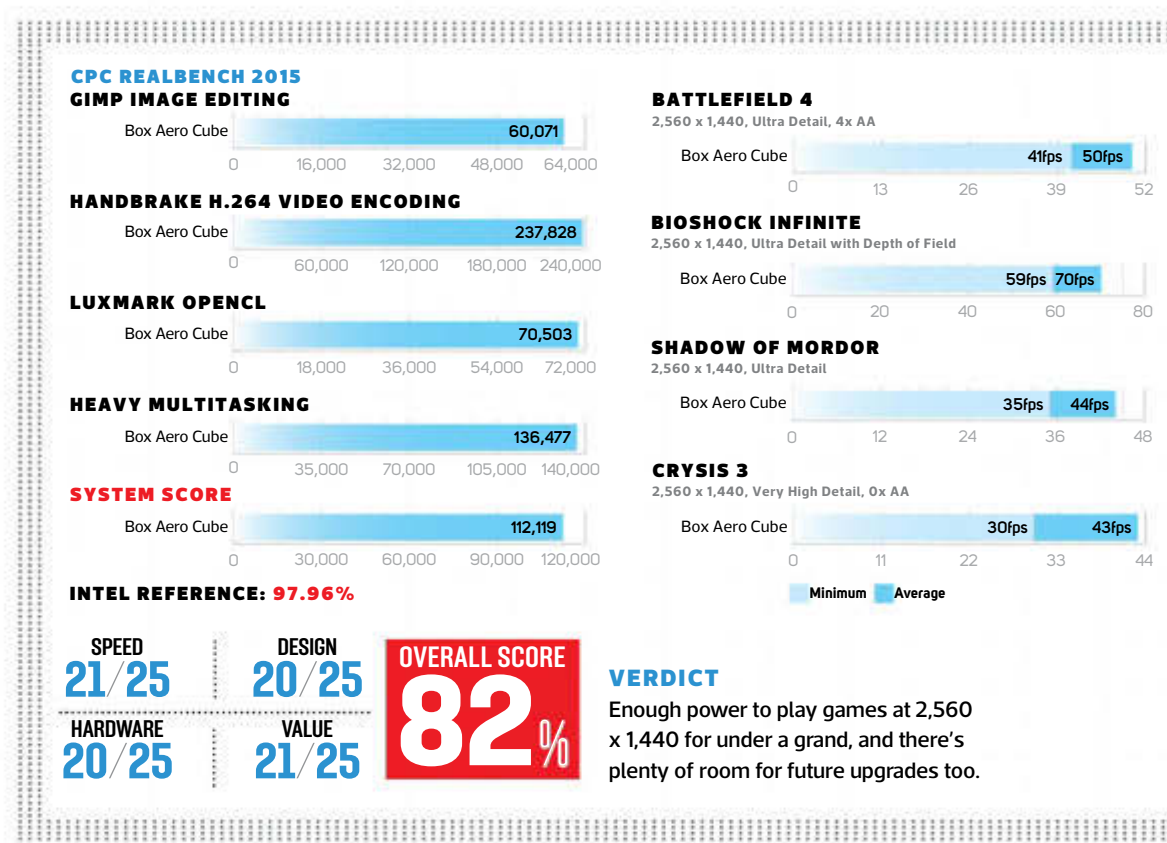 CPC REALBENCH 2015
GIMP IMAGE EDITING
Box Aero Cube
60,071
0 16,000 32,000 48,000 64,000
HANDBRAKE H.264 VIDEO ENCODING
Box Aero Cube
237,828
0 60,000 120,000 180,000 240,000
LUXMARK OPENCL
Box Aero Cube
70,503
0 18,000 36,000 54,000 72,000
HEAVY MULTITASKING
Box Aero Cube
136,477
0 35,000 70,000 105,000 140,000
SYSTEM SCORE
Box Aero Cube
112,119
0 30,000 60,000 90,000 120,000
INTEL REFERENCE: 97.96%
BATTLEFIELD 4
2,560 x 1,440, Ultra Detail, 4x AA
Box Aero Cube
41fps 50fps
0 13 26 39 52
BIOSHOCK INFINITE
2,560 x 1,440, Ultra Detail with Depth of Field
Box Aero Cube
59fps 70fps
0 20 40 60 80
SHADOW OF MORDOR
2,560 x 1,440, Ultra Detail
Box Aero Cube
35fps 44fps
0 12 24 36 48
CRYSIS 3
2,560 x 1,440, Very High Detail, 0x AA
Box Aero Cube
30fps 43fps
0 11 22 33 44
Minimum Average
SPEED
21/25
DESIGN
20/25
HARDWARE
20/25
VALUE
21/25
OVERALL SCORE
82%
VERDICT
Enough power to play games at 2,560
x 1,440 for under a grand, and there's
plenty of room for future upgrades too.